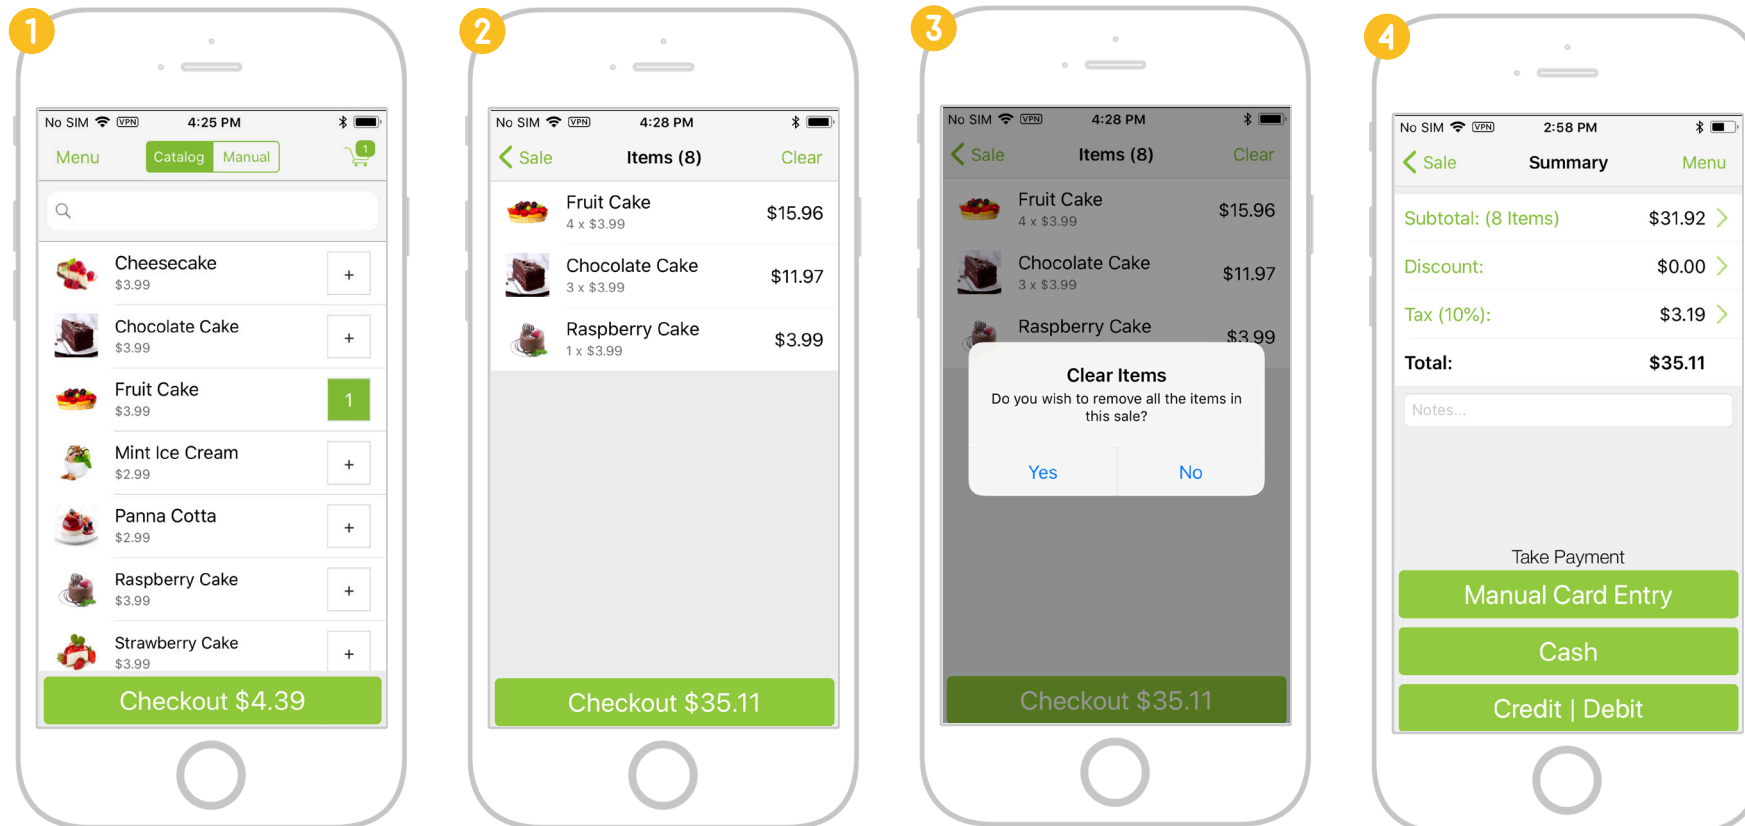 1
No SIM VPN 4:25 PM
Menu Catalog Manual 1
Cheesecake
$3.99
+
Chocolate Cake
$3.99
+
Fruit Cake
$3.99
1
Mint Ice Cream
$2.99
+
Panna Cotta
$2.99
+
Raspberry Cake
$3.99
+
Strawberry Cake
$3.99
+
Checkout $4.39
2
No SIM VPN 4:28 PM
Sale Items (8) Clear
Fruit Cake
4 x $3.99
$15.96
Chocolate Cake
3 x $3.99
$11.97
Raspberry Cake
1 x $3.99
$3.99
Checkout $35.11
3
No SIM VPN 4:28 PM
Sale Items (8) Clear
Fruit Cake
4 x $3.99
$15.96
Chocolate Cake
3 x $3.99
$11.97
Raspberry Cake
$3.99
Clear Items
Do you wish to remove all the items in
this sale?
Yes No
Checkout $35.11
4
No SIM VPN 2:58 PM
Sale Summary Menu
Subtotal: (8 Items) $31.92
Discount: $0.00
Tax (10%): $3.19
Total: $35.11
Notes...
Take Payment
Manual Card Entry
Cash
Credit | Debit